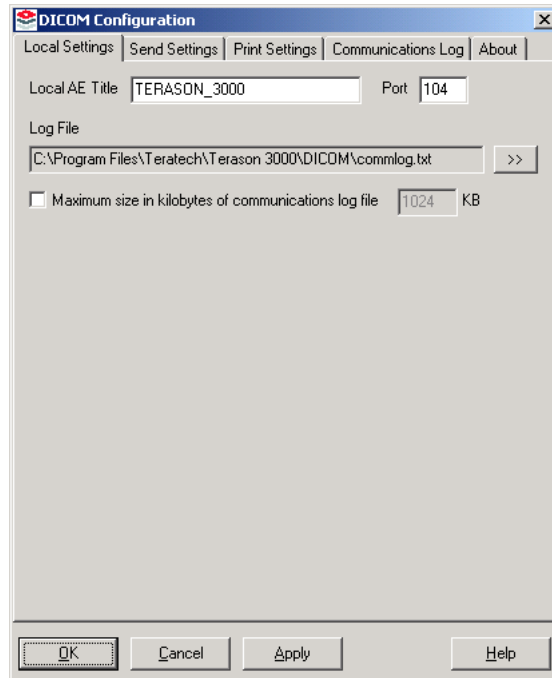 DICOM Configuration
Local Settings Send Settings Print Settings Communications Log About
Local AE Title TERASON_3000 Port 104
Log File
C:\Program Files\Teratech\Terason 3000\DICOM\commlog.txt >>
Maximum size in kilobytes of communications log file 1024 KB
OK Cancel Apply Help